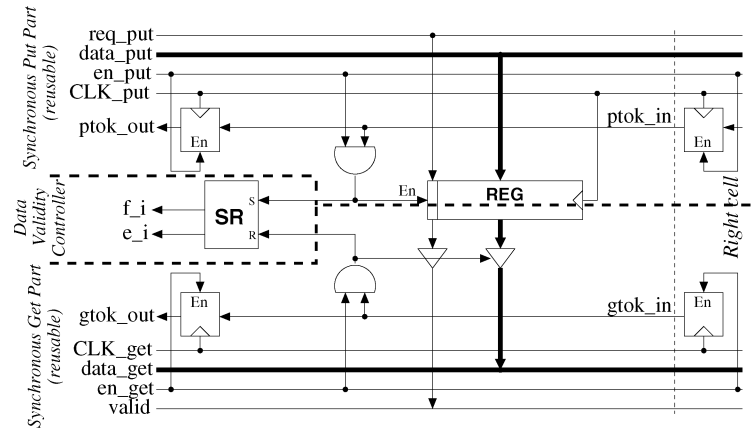 Synchronous Put Part
(reusable)
req_put
data_put
en_put
CLK_put
ptok_out
En
ptok_in
En
Data
Validity
Controller
f_i
e_i
SR
S
R
En
REG
Right cell
Synchronous Get Part
(reusable)
En
gtok_out
gtok_in
En
CLK_get
data_get
en_get
valid